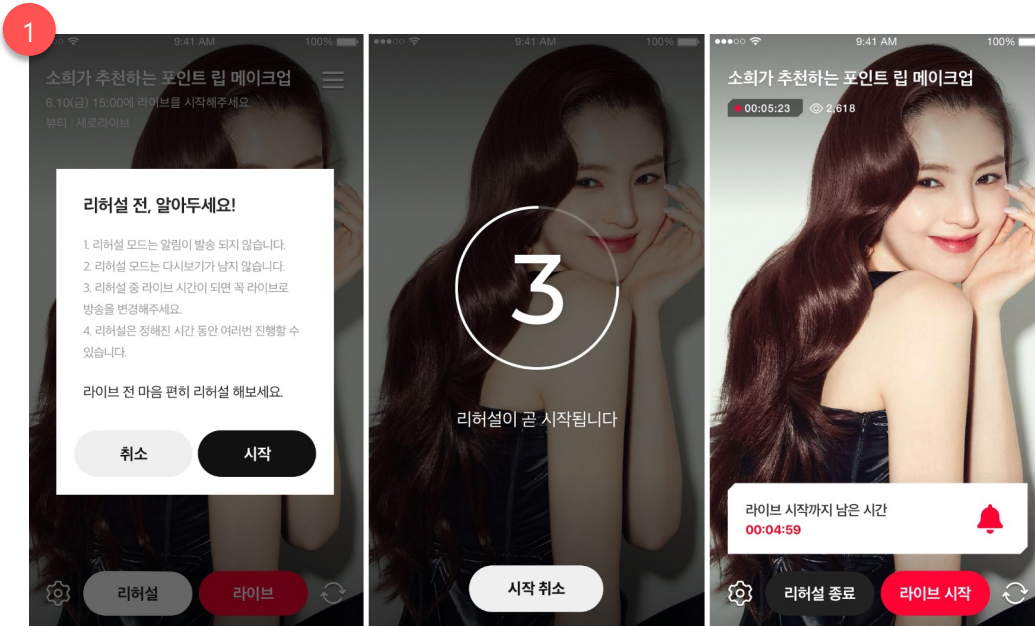 1
9:41 AM
100%
소희가 추천하는 포인트 립 메이크업
6.10(금) 15:00에 라이브를 시작해주세요.
뷰티 | 세로라이브
리허설 전, 알아두세요!
1. 리허설 모드는 알림이 발송 되지 않습니다.
2. 리허설 모드는 다시보기가 남지 않습니다.
3. 리허설 중 라이브 시간이 되면 꼭 라이브로
방송을 변경해주세요.
4. 리허설은 정해진 시간 동안 여러번 진행할 수
있습니다.
라이브 전 마음 편히 리허설 해보세요.
취소
시작
리허설
라이브
9:41 AM
100%
3
리허설이 곧 시작됩니다
시작 취소
9:41 AM
100%
소희가 추천하는 포인트 립 메이크업
00:05:23
2,618
라이브 시작까지 남은 시간
00:04:59
리허설 종료
라이브 시작